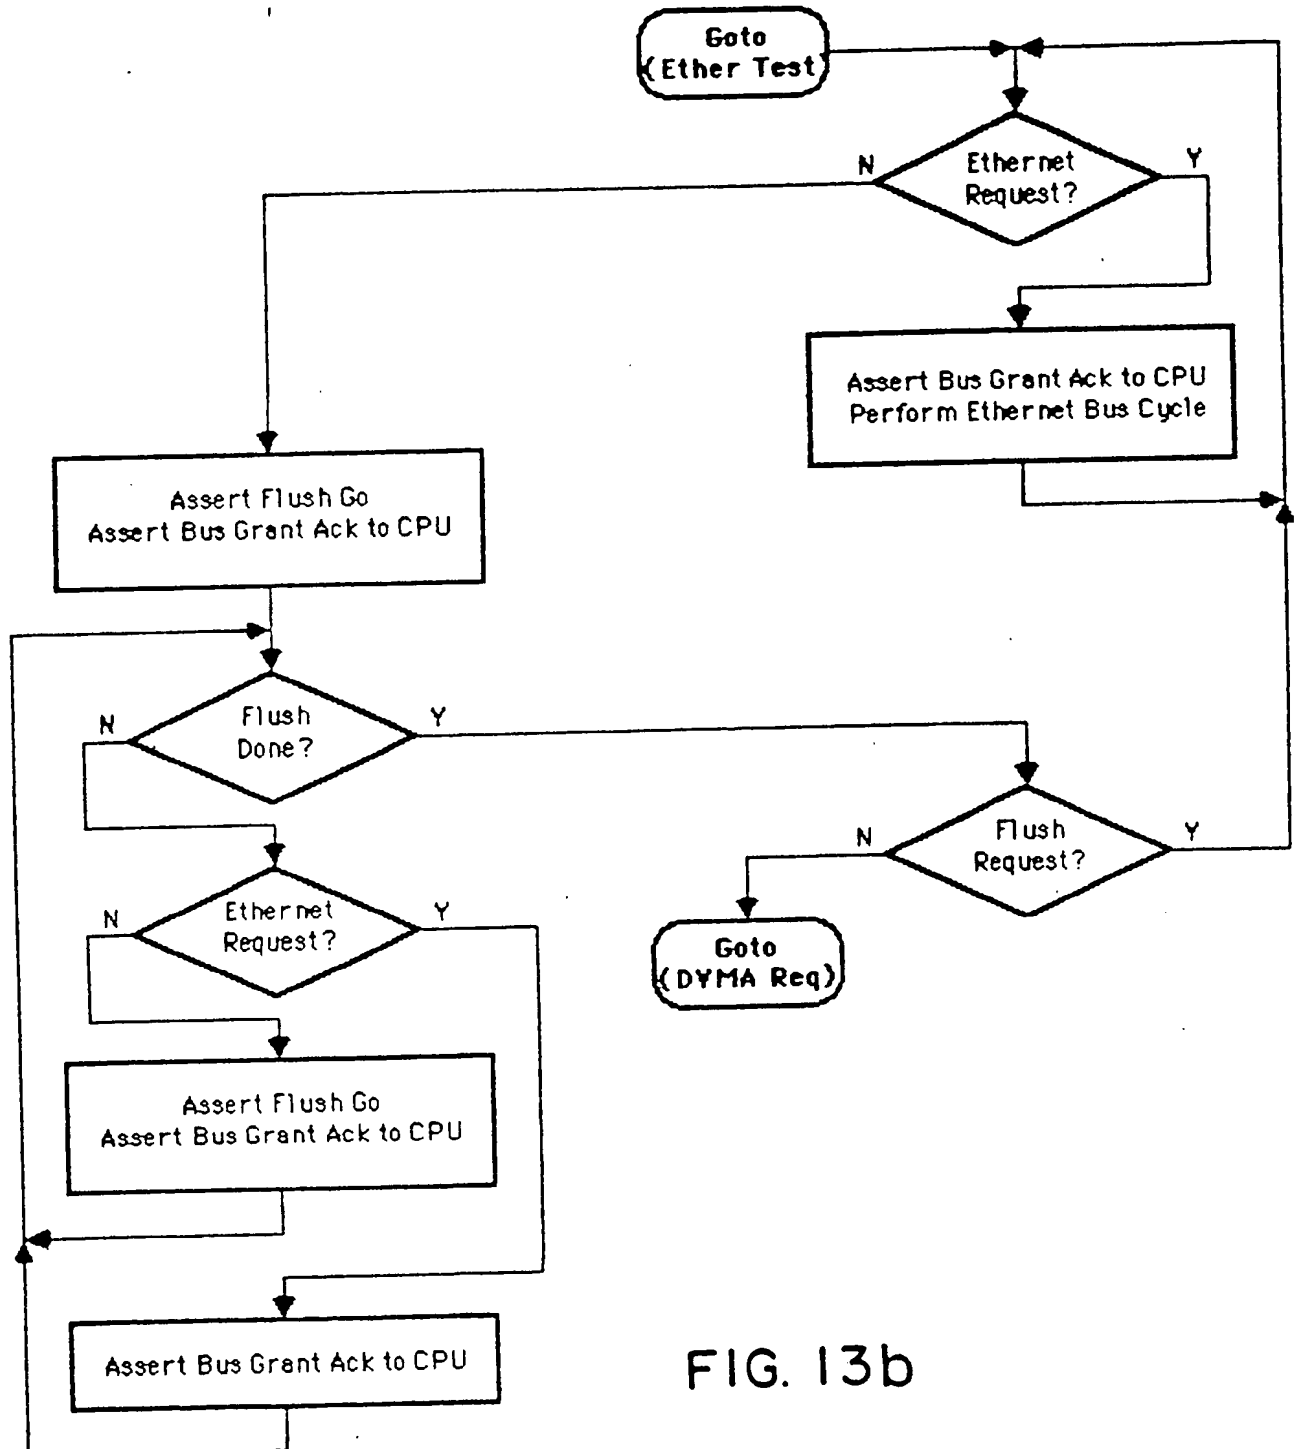 Goto
(Ether Test)
N
Ethernet
Request?
Y
Assert Bus Grant Ack to CPU
Perform Ethernet Bus Cycle
Assert Flush Go
Assert Bus Grant Ack to CPU
N
Flush
Done?
Y
N
Flush
Request?
Y
N
Ethernet
Request?
Y
Goto
(DVMA Req)
Assert Flush Go
Assert Bus Grant Ack to CPU
Assert Bus Grant Ack to CPU
FIG. 13b